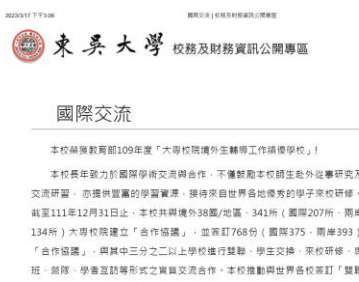 2023/3/17 下午3:06 國際交流 | 校務及財務資訊公開專區
東吳大學 校務及財務資訊公開專區
國際交流
本校榮獲教育部109年度「大專校院境外生輔導工作績優學校」!
本校長年致力於國際學術交流與合作,不僅鼓勵本校師生赴外從事研究及
交流研習,亦提供豐富的學習資源,接待來自世界各地優秀的學子來校研修。
截至111年12月31日止,本校共與境外38國/地區、341所(國際207所、兩岸
134所)大專校院建立「合作協議」,並簽訂768份(國際375,兩岸393)
「合作協議」,與其中三分之二以上學校進行雙聯、學生交換、來校研修、專
班、營隊、學者互訪等形式之實質交流合作。本校推動與世界各校簽訂「雙聯